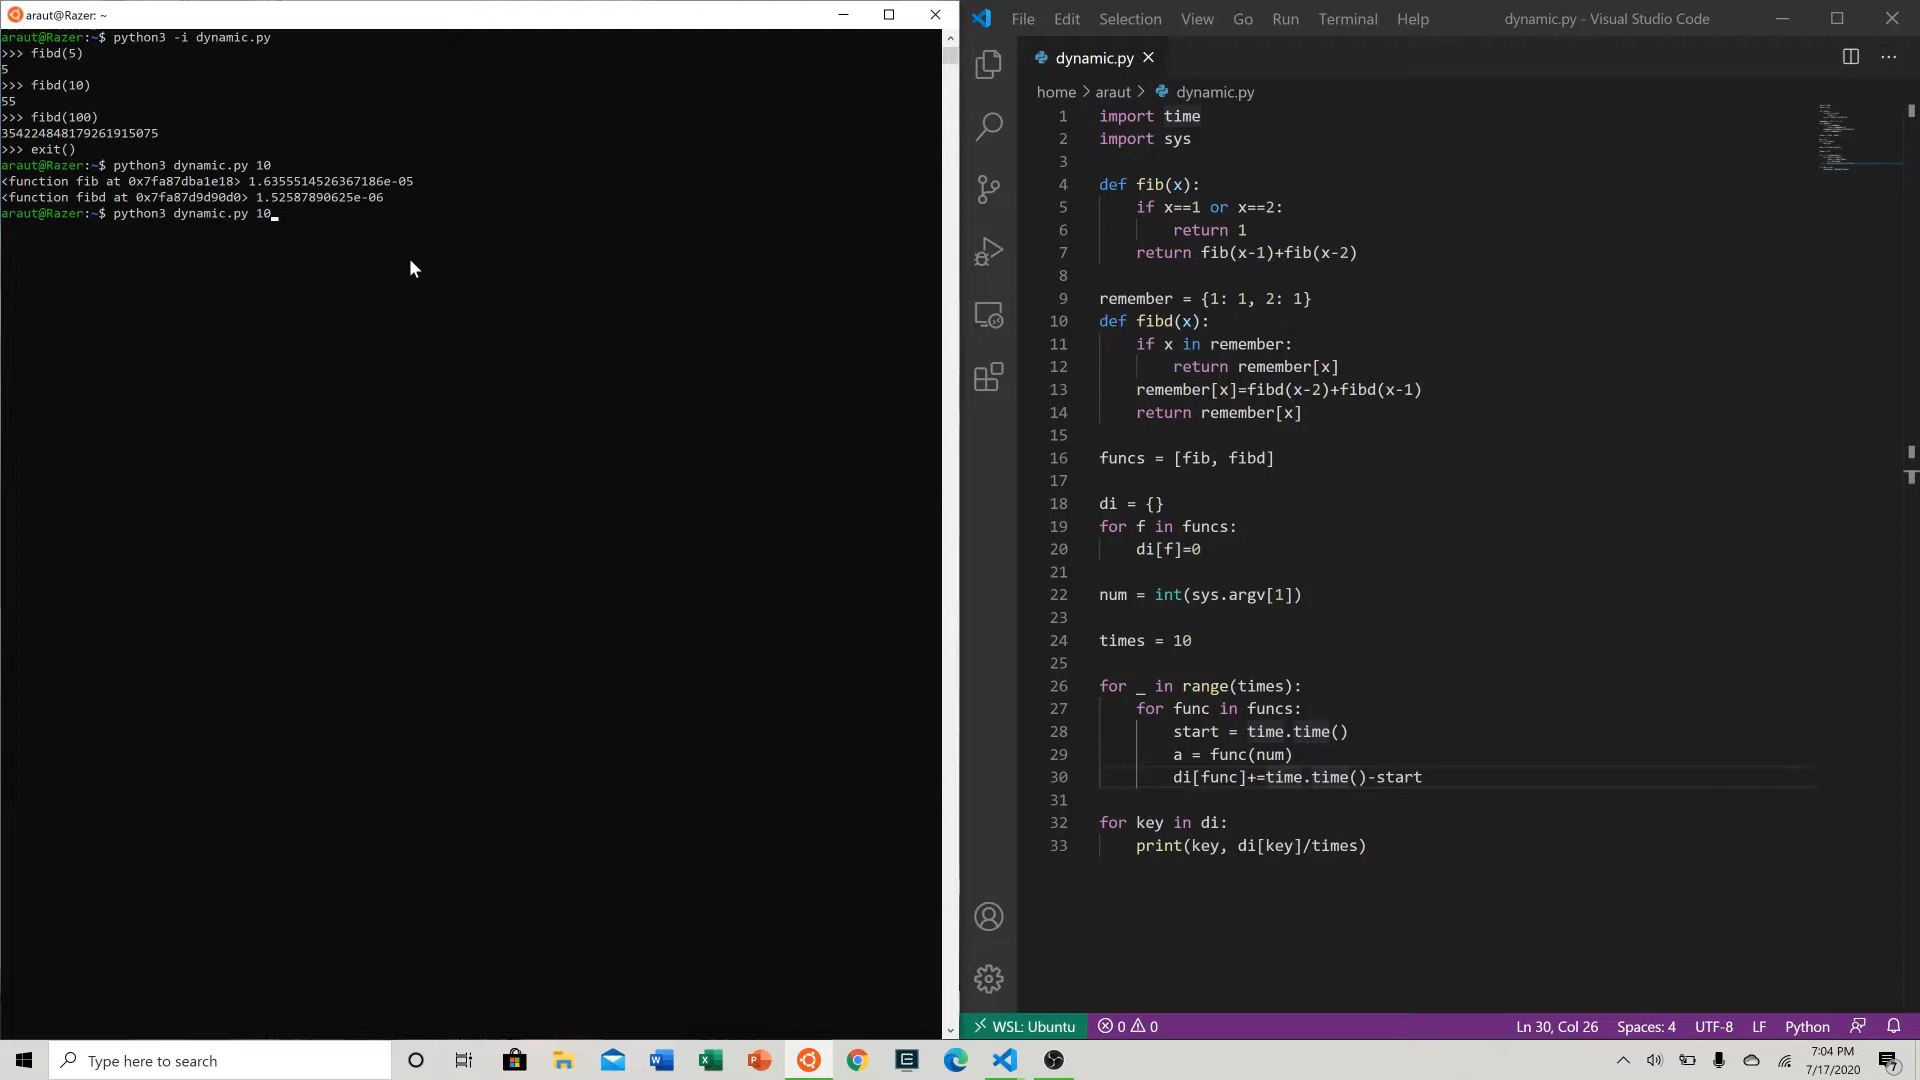 araut@Razer: ~
araut@Razer:~$ python3 -i dynamic.py
>>> fibd(5)
5
>>> fibd(10)
55
>>> fibd(100)
354224848179261915075
>>> exit()
araut@Razer:~$ python3 dynamic.py 10
<function fib at 0x7fa87dba1e18> 1.6355514526367186e-05
<function fibd at 0x7fa87d9d90d0> 1.52587890625e-06
araut@Razer:~$ python3 dynamic.py 10
File Edit Selection View Go Run Terminal Help dynamic.py - Visual Studio Code
dynamic.py
home > araut > dynamic.py
1 import time
2 import sys
3
4 def fib(x):
5 if x==1 or x==2:
6 return 1
7 return fib(x-1)+fib(x-2)
8
9 remember = {1: 1, 2: 1}
10 def fibd(x):
11 if x in remember:
12 return remember[x]
13 remember[x]=fibd(x-2)+fibd(x-1)
14 return remember[x]
15
16 funcs = [fib, fibd]
17
18 di = {}
19 for f in funcs:
20 di[f]=0
21
22 num = int(sys.argv[1])
23
24 times = 10
25
26 for _ in range(times):
27 for func in funcs:
28 start = time.time()
29 a = func(num)
30 di[func]+=time.time()-start
31
32 for key in di:
33 print(key, di[key]/times)
WSL: Ubuntu 0 0 Ln 30, Col 26 Spaces: 4 UTF-8 LF Python
Type here to search
7:04 PM
7/17/2020
7